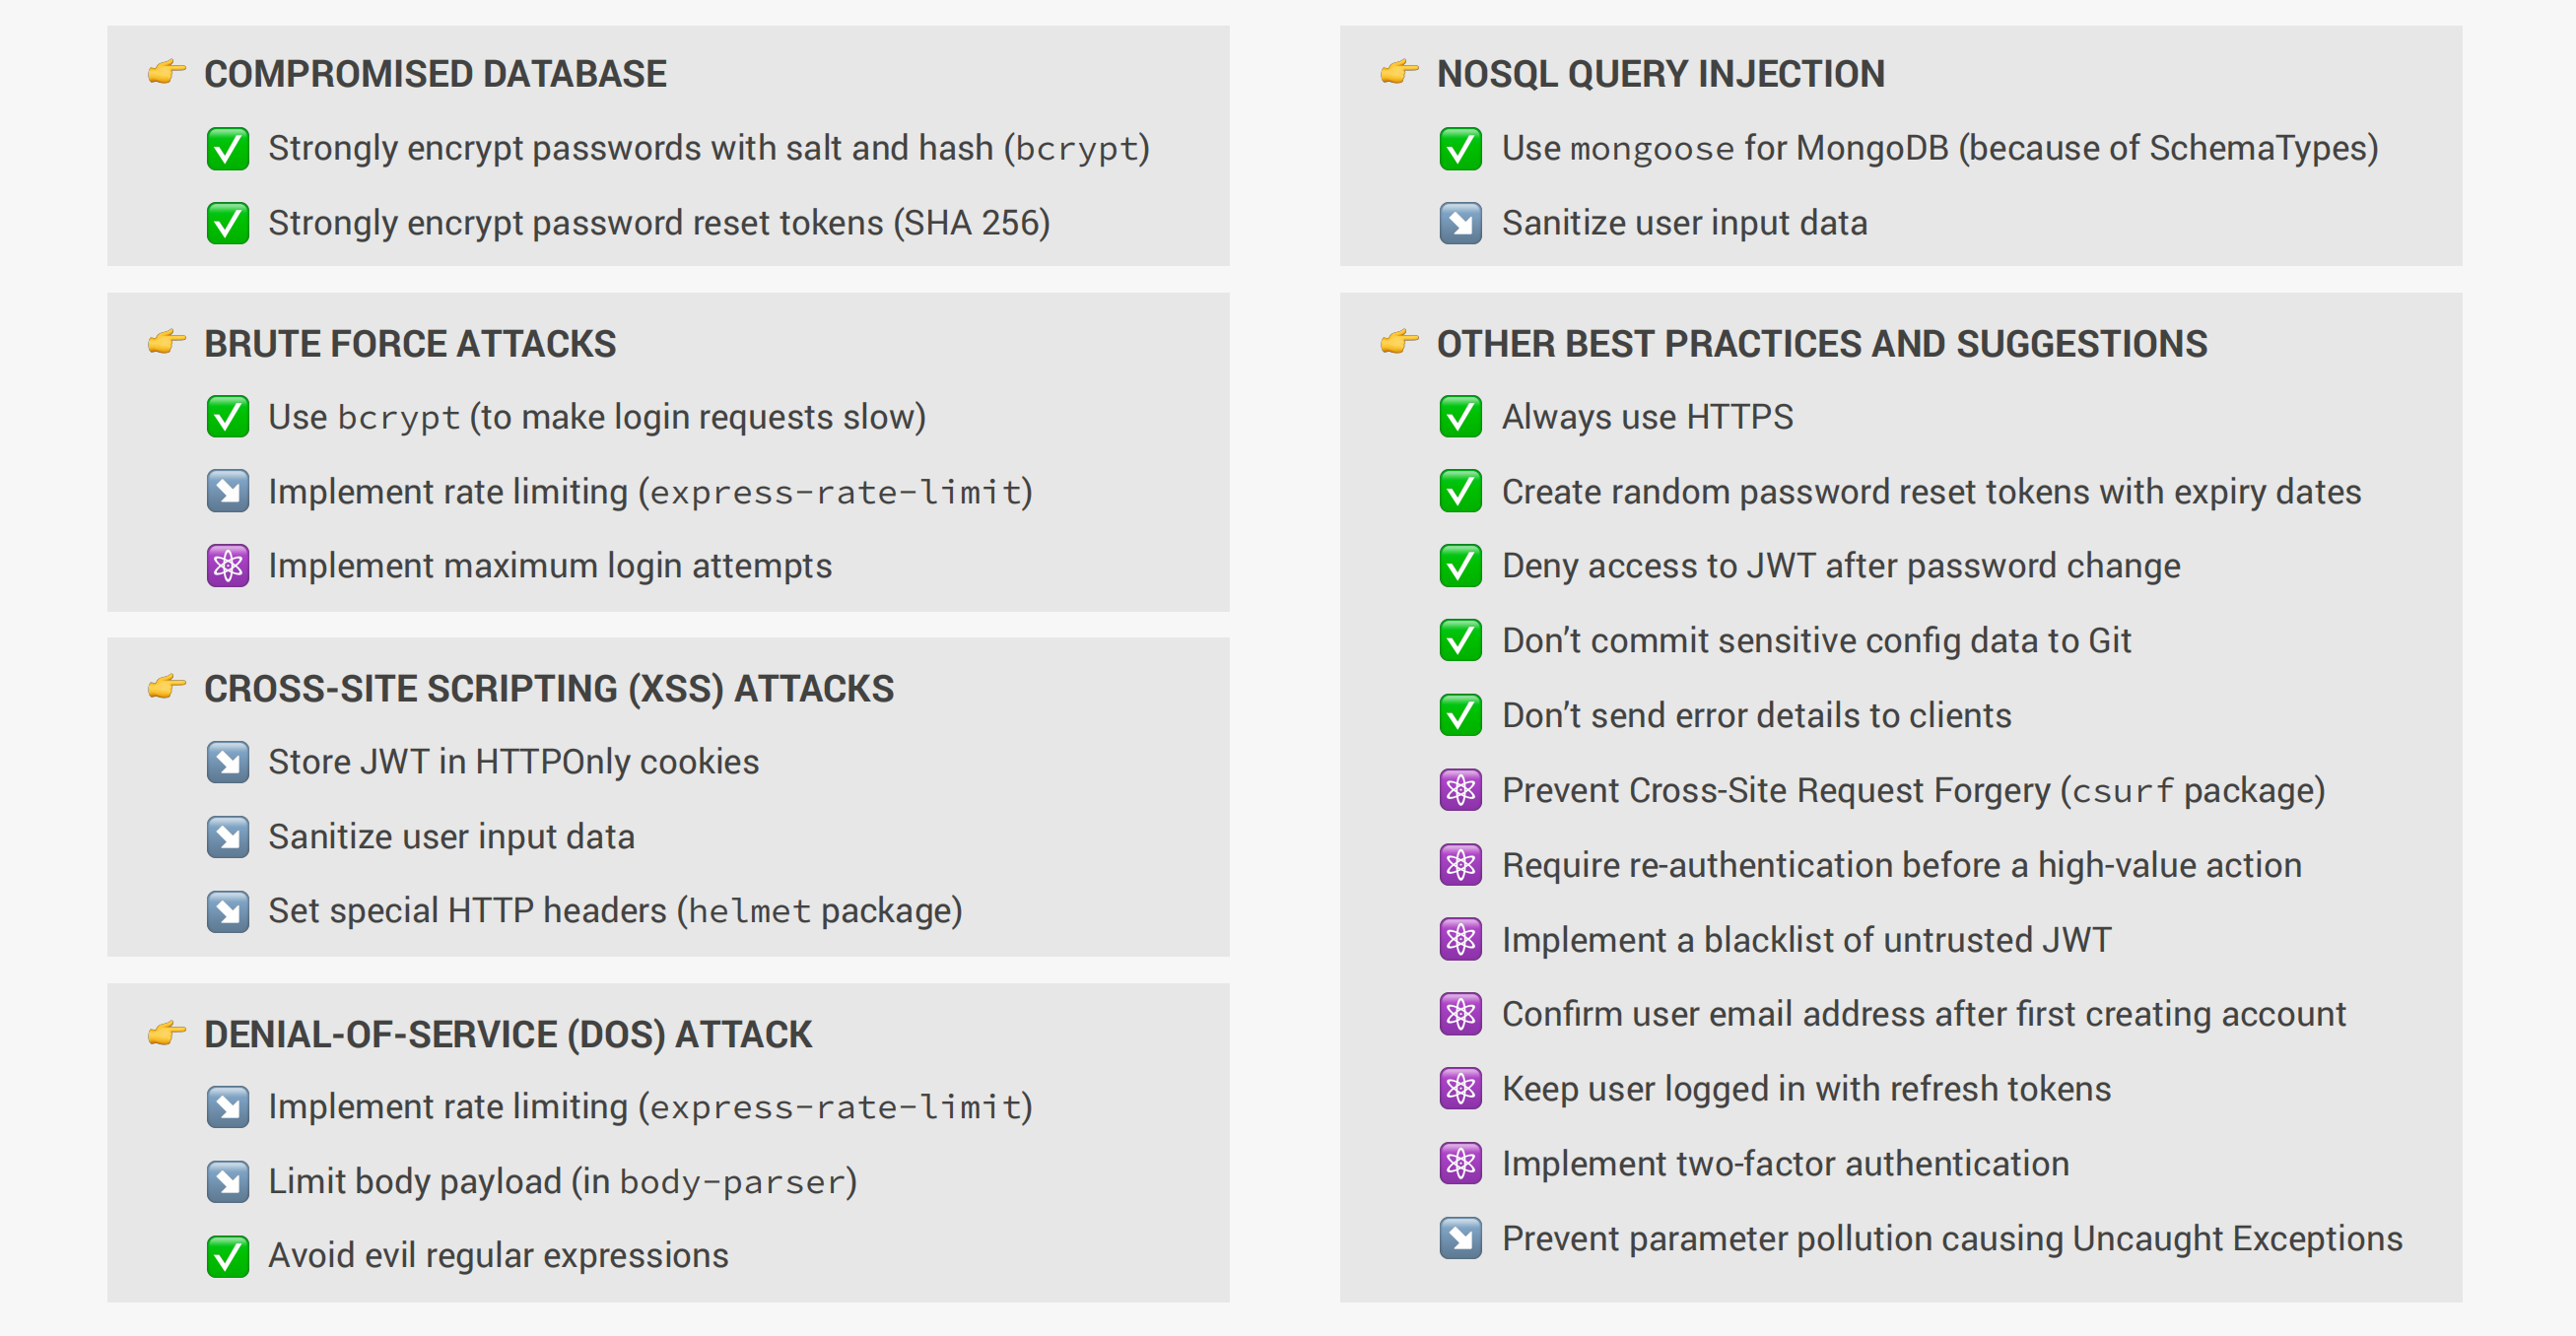 COMPROMISED DATABASE
Strongly encrypt passwords with salt and hash (bcrypt)
Strongly encrypt password reset tokens (SHA 256)
BRUTE FORCE ATTACKS
Use bcrypt (to make login requests slow)
Implement rate limiting (express-rate-limit)
Implement maximum login attempts
CROSS-SITE SCRIPTING (XSS) ATTACKS
Store JWT in HTTPOnly cookies
Sanitize user input data
Set special HTTP headers (helmet package)
DENIAL-OF-SERVICE (DOS) ATTACK
Implement rate limiting (express-rate-limit)
Limit body payload (in body-parser)
Avoid evil regular expressions
NOSQL QUERY INJECTION
Use mongoose for MongoDB (because of SchemaTypes)
Sanitize user input data
OTHER BEST PRACTICES AND SUGGESTIONS
Always use HTTPS
Create random password reset tokens with expiry dates
Deny access to JWT after password change
Don’t commit sensitive config data to Git
Don’t send error details to clients
Prevent Cross-Site Request Forgery (csurf package)
Require re-authentication before a high-value action
Implement a blacklist of untrusted JWT
Confirm user email address after first creating account
Keep user logged in with refresh tokens
Implement two-factor authentication
Prevent parameter pollution causing Uncaught Exceptions